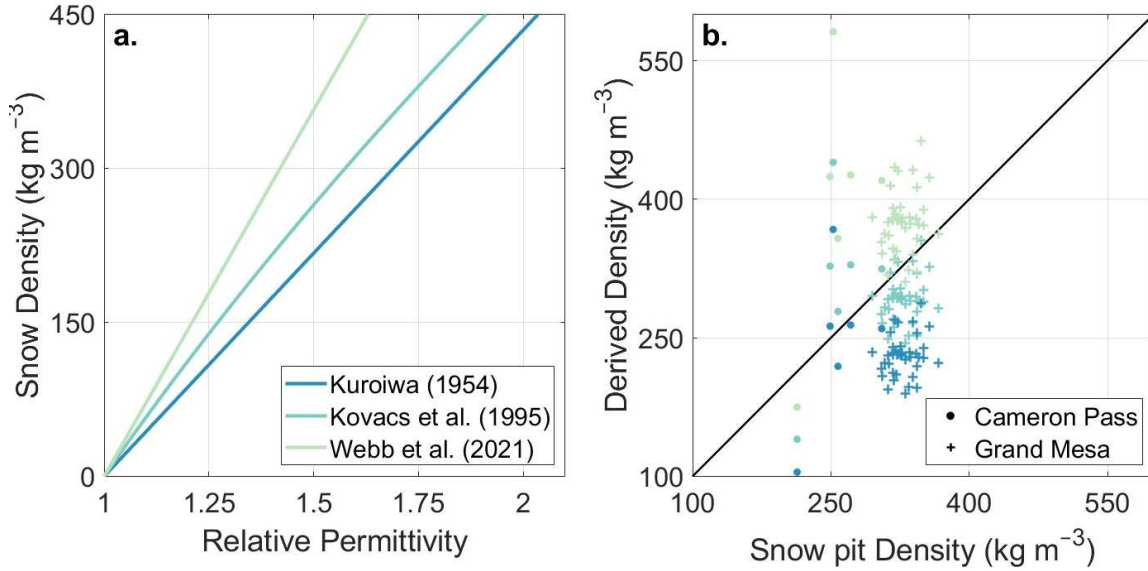 a.
Snow Density (kg m⁻³)
450
300
150
0
1
1.25
1.5
1.75
2
Relative Permittivity
Kuroiwa (1954)
Kovacs et al. (1995)
Webb et al. (2021)
b.
Derived Density (kg m⁻³)
550
400
250
100
100
250
400
550
Snow pit Density (kg m⁻³)
Cameron Pass
Grand Mesa